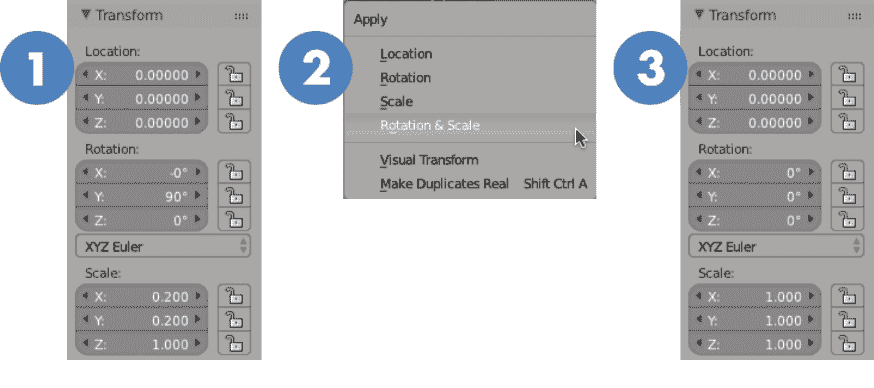 1
Transform
Location:
X: 0.00000
Y: 0.00000
Z: 0.00000
Rotation:
X: -0°
Y: 90°
Z: 0°
XYZ Euler
Scale:
X: 0.200
Y: 0.200
Z: 1.000
2
Apply
Location
Rotation
Scale
Rotation & Scale
Visual Transform
Make Duplicates Real Shift Ctrl A
3
Transform
Location:
X: 0.00000
Y: 0.00000
Z: 0.00000
Rotation:
X: 0°
Y: 0°
Z: 0°
XYZ Euler
Scale:
X: 1.000
Y: 1.000
Z: 1.000